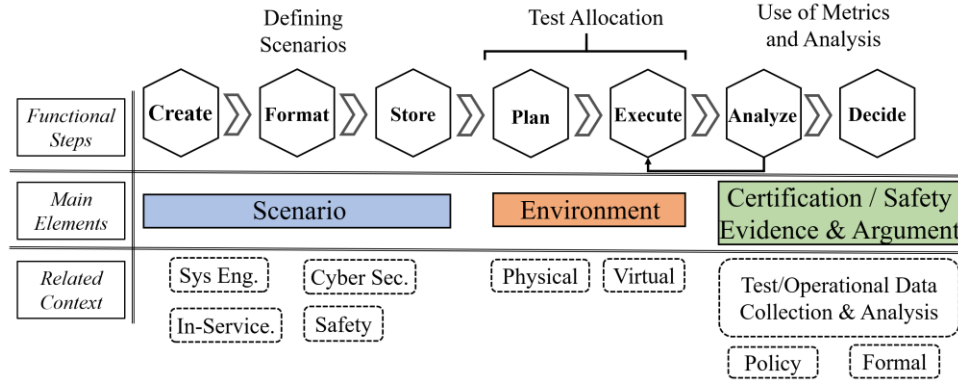 Defining
Scenarios
Test Allocation
Use of Metrics
and Analysis
Functional
Steps
Create
Format
Store
Plan
Execute
Analyze
Decide
Main
Elements
Scenario
Environment
Certification / Safety
Evidence & Argument
Related
Context
Sys Eng.
Cyber Sec.
In-Service.
Safety
Physical
Virtual
Test/Operational Data
Collection & Analysis
Policy
Formal